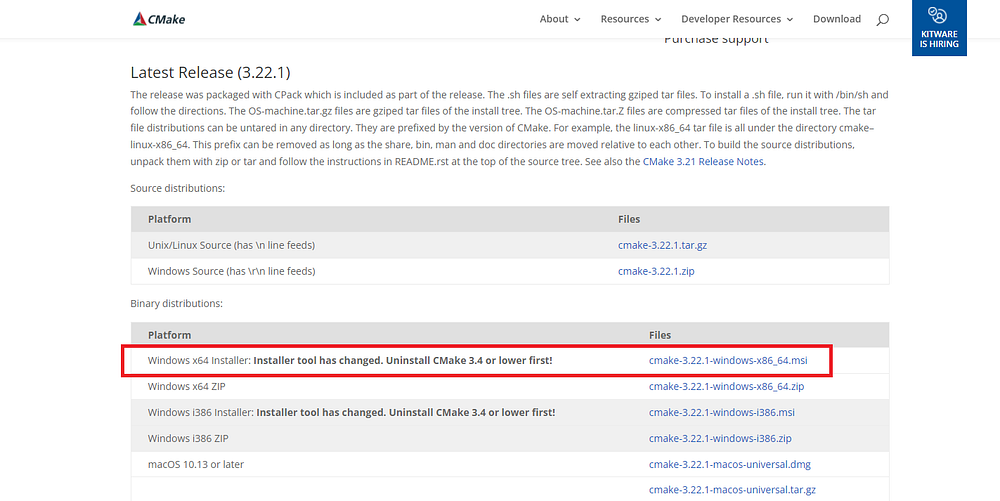 CMake
About
Resources
Developer Resources
Download
KITWARE
IS HIRING
Purchase support
Latest Release (3.22.1)
The release was packaged with CPack which is included as part of the release. The .sh files are self extracting gziped tar files. To install a .sh file, run it with /bin/sh and
follow the directions. The OS-machine.tar.gz files are gziped tar files of the install tree. The OS-machine.tar.Z files are compressed tar files of the install tree. The tar
file distributions can be untared in any directory. They are prefixed by the version of CMake. For example, the linux-x86_64 tar file is all under the directory cmake–
linux-x86_64. This prefix can be removed as long as the share, bin, man and doc directories are moved relative to each other. To build the source distributions,
unpack them with zip or tar and follow the instructions in README.rst at the top of the source tree. See also the CMake 3.21 Release Notes.
Source distributions:
Platform Files
Unix/Linux Source (has \n line feeds) cmake-3.22.1.tar.gz
Windows Source (has \r\n line feeds) cmake-3.22.1.zip
Binary distributions:
Platform Files
Windows x64 Installer: Installer tool has changed. Uninstall CMake 3.4 or lower first! cmake-3.22.1-windows-x86_64.msi
Windows x64 ZIP cmake-3.22.1-windows-x86_64.zip
Windows i386 Installer: Installer tool has changed. Uninstall CMake 3.4 or lower first! cmake-3.22.1-windows-i386.msi
Windows i386 ZIP cmake-3.22.1-windows-i386.zip
macOS 10.13 or later cmake-3.22.1-macos-universal.dmg
cmake-3.22.1-macos-universal.tar.gz